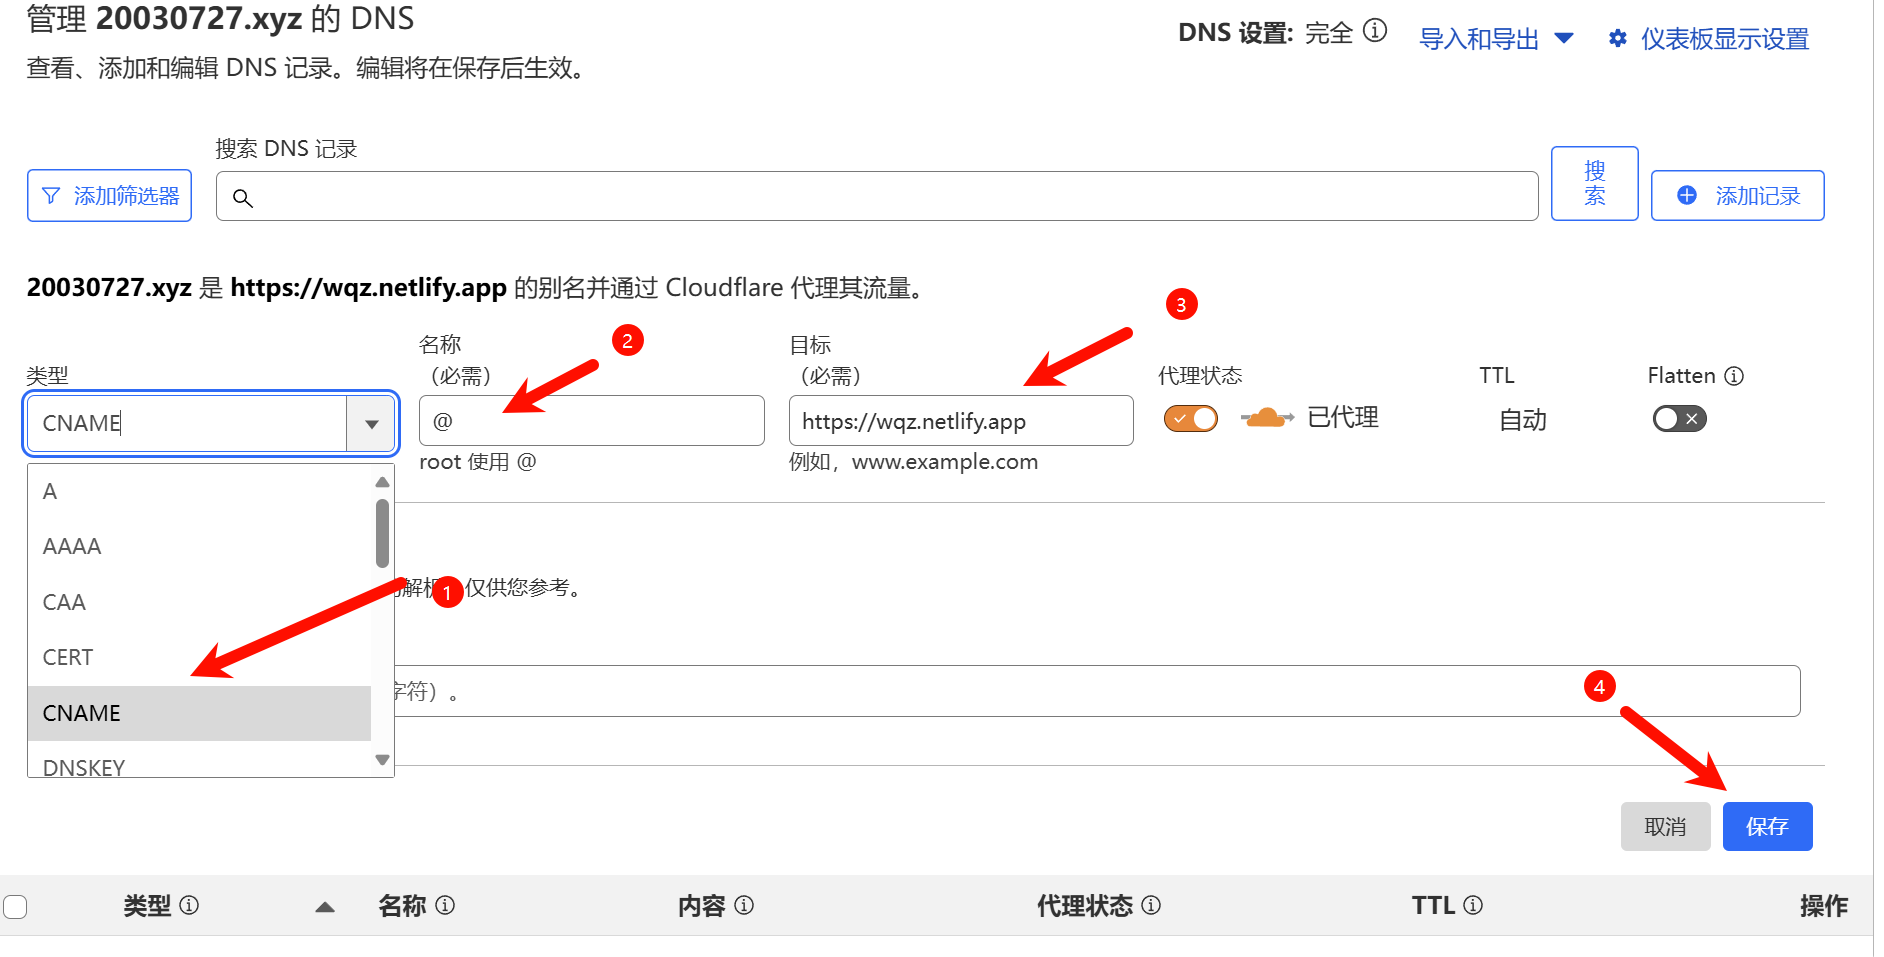 管理 20030727.xyz 的 DNS
DNS 设置: 完全
导入和导出
仪表板显示设置
查看、添加和编辑 DNS 记录。编辑将在保存后生效。
搜索 DNS 记录
添加筛选器
搜索
添加记录
20030727.xyz 是 https://wqz.netlify.app 的别名并通过 Cloudflare 代理其流量。
3
2
名称
（必需）
目标
（必需）
类型
代理状态
TTL
Flatten
CNAME
@
https://wqz.netlify.app
已代理
自动
root 使用 @
例如，www.example.com
A
AAAA
CAA
CERT
CNAME
DNSKEY
1
仅供您参考。
字符）。
4
取消
保存
类型
名称
内容
代理状态
TTL
操作